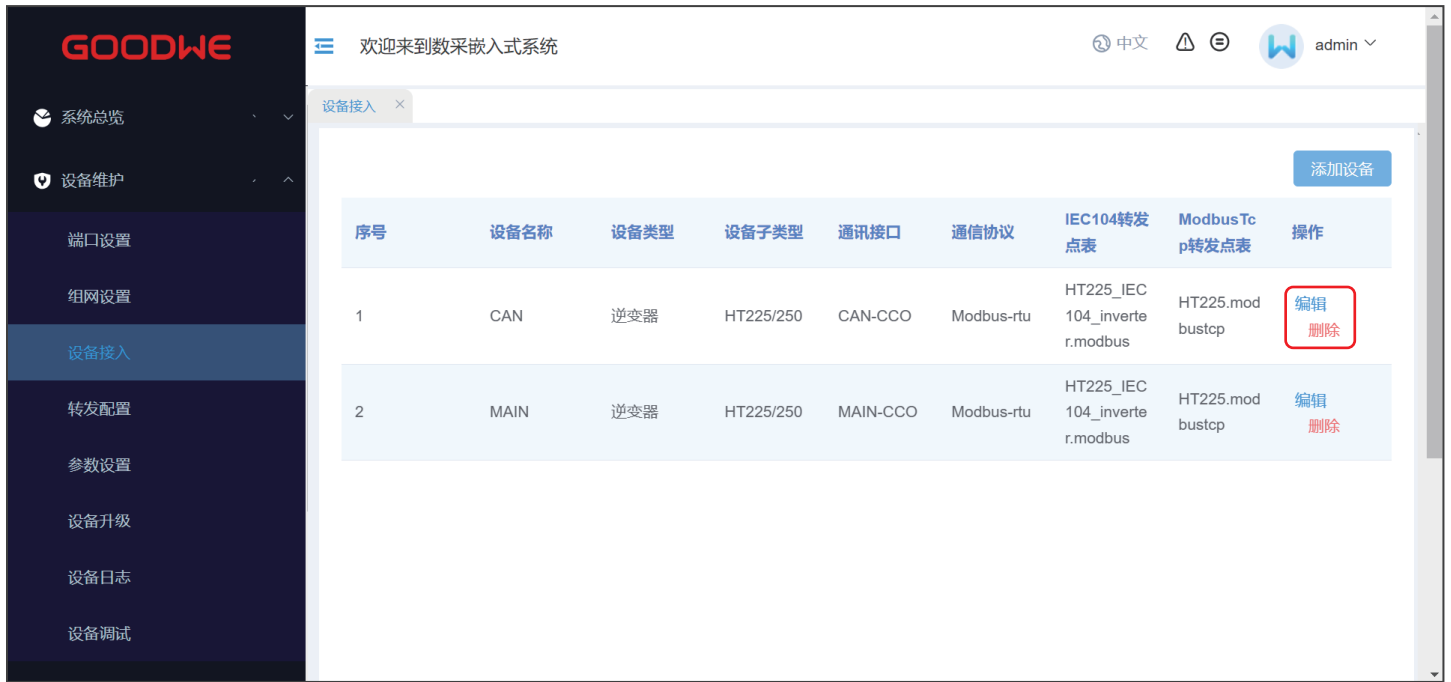 GOODWE
欢迎来到数采嵌入式系统
中文
admin
系统总览
设备维护
端口设置
组网设置
设备接入
转发配置
参数设置
设备升级
设备日志
设备调试
设备接入 ×
添加设备
序号 设备名称 设备类型 设备子类型 通讯接口 通信协议 IEC104转发 ModbusTc 操作
点表 p转发点表
HT225_IEC
1 CAN 逆变器 HT225/250 CAN-CCO Modbus-rtu 104_inverte HT225.mod 编辑
r.modbus bustcp 删除
HT225_IEC
2 MAIN 逆变器 HT225/250 MAIN-CCO Modbus-rtu 104_inverte HT225.mod 编辑
r.modbus bustcp 删除